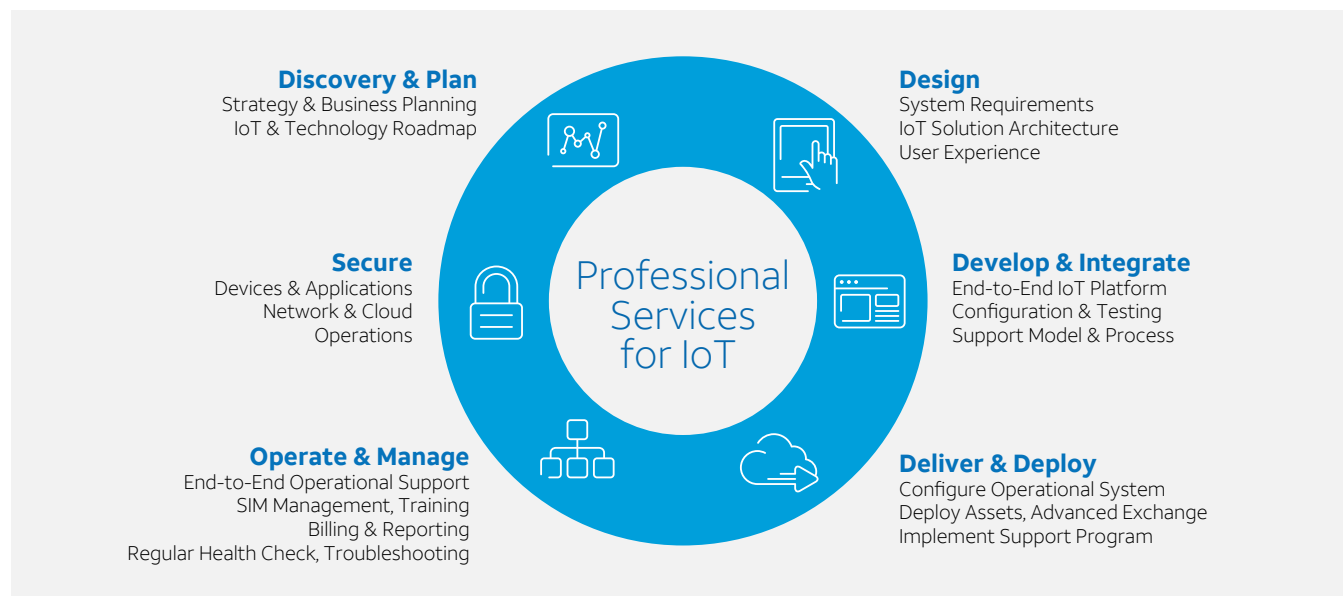 Discovery & Plan
Strategy & Business Planning
IoT & Technology Roadmap
Design
System Requirements
IoT Solution Architecture
User Experience
Secure
Devices & Applications
Network & Cloud
Operations
Professional
Services
for IoT
Develop & Integrate
End-to-End IoT Platform
Configuration & Testing
Support Model & Process
Operate & Manage
End-to-End Operational Support
SIM Management, Training
Billing & Reporting
Regular Health Check, Troubleshooting
Deliver & Deploy
Configure Operational System
Deploy Assets, Advanced Exchange
Implement Support Program